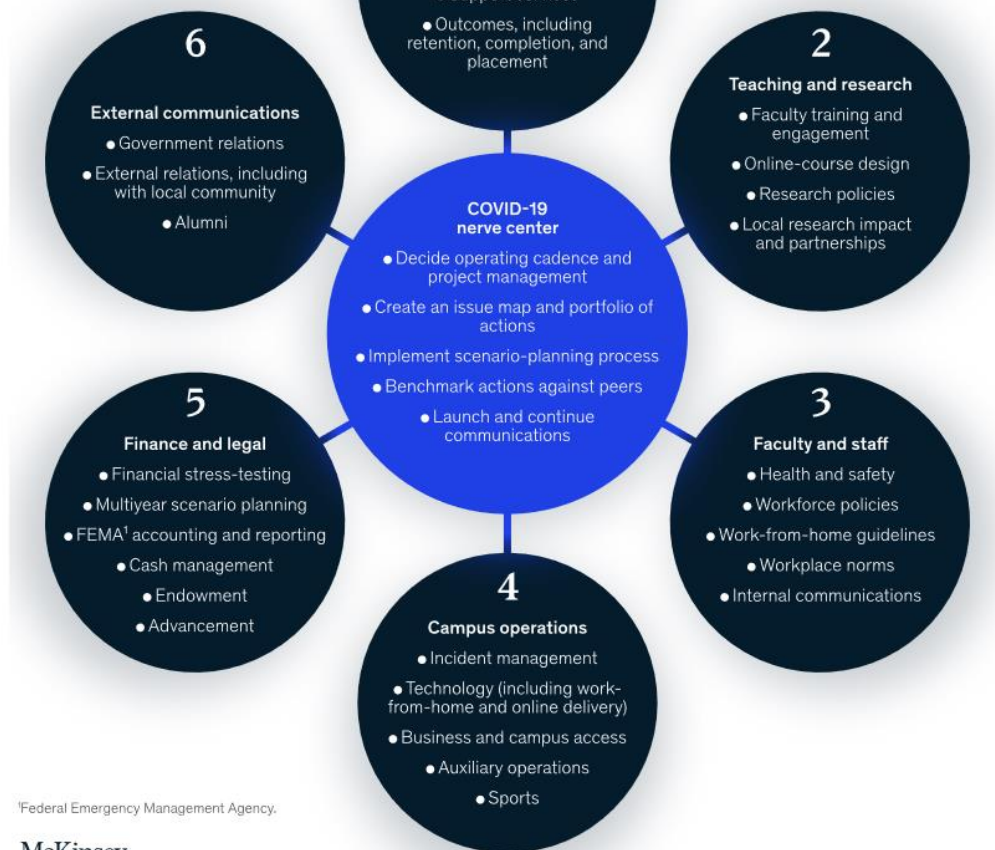 ● Outcomes, including
retention, completion, and
placement
6
External communications
● Government relations
● External relations, including
with local community
● Alumni
2
Teaching and research
● Faculty training and
engagement
● Online-course design
● Research policies
● Local research impact
and partnerships
COVID-19
nerve center
● Decide operating cadence and
project management
● Create an issue map and portfolio of
actions
● Implement scenario-planning process
● Benchmark actions against peers
● Launch and continue
communications
5
Finance and legal
● Financial stress-testing
● Multiyear scenario planning
● FEMA¹ accounting and reporting
● Cash management
● Endowment
● Advancement
3
Faculty and staff
● Health and safety
● Workforce policies
● Work-from-home guidelines
● Workplace norms
● Internal communications
4
Campus operations
● Incident management
● Technology (including work-
from-home and online delivery)
● Business and campus access
● Auxiliary operations
● Sports
¹Federal Emergency Management Agency.
McKinsey